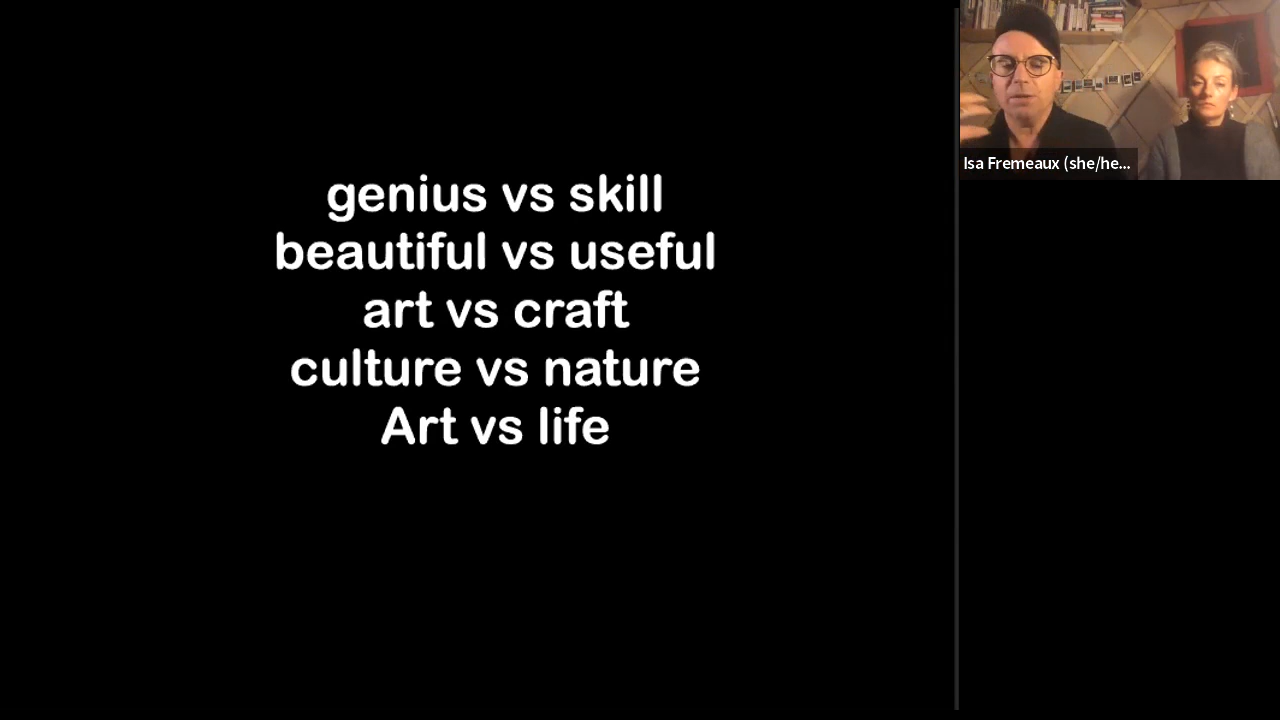 genius vs skill
beautiful vs useful
art vs craft
culture vs nature
Art vs life
Isa Fremeaux (she/he...